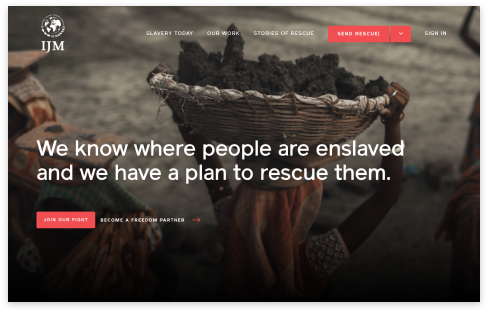 IJM
SLAVERY TODAY OUR WORK STORIES OF RESCUE SEND RESCUE! SIGN IN
We know where people are enslaved
and we have a plan to rescue them.
JOIN OUR FIGHT BECOME A FREEDOM PARTNER